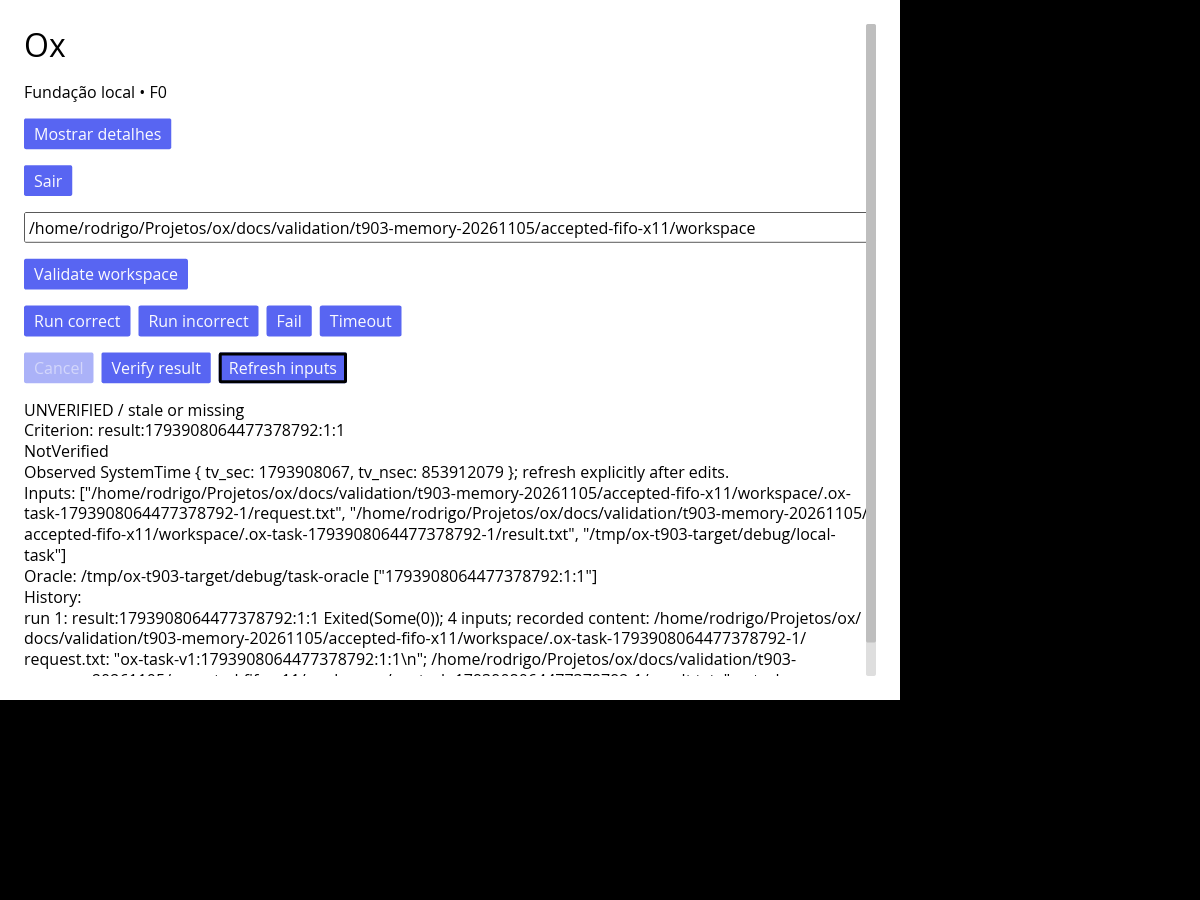 Ox
Fundação local • F0
Mostrar detalhes
Sair
/home/rodrigo/Projetos/ox/docs/validation/t903-memory-20261105/accepted-fifo-x11/workspace
Validate workspace
Run correct Run incorrect Fail Timeout
Cancel Verify result Refresh inputs
UNVERIFIED / stale or missing
Criterion: result:1793908064477378792:1:1
NotVerified
Observed SystemTime { tv_sec: 1793908067, tv_nsec: 853912079 }; refresh explicitly after edits.
Inputs: ["/home/rodrigo/Projetos/ox/docs/validation/t903-memory-20261105/accepted-fifo-x11/workspace/.ox-
task-1793908064477378792-1/request.txt", "/home/rodrigo/Projetos/ox/docs/validation/t903-memory-20261105/
accepted-fifo-x11/workspace/.ox-task-1793908064477378792-1/result.txt", "/tmp/ox-t903-target/debug/local-
task"]
Oracle: /tmp/ox-t903-target/debug/task-oracle ["1793908064477378792:1:1"]
History:
run 1: result:1793908064477378792:1:1 Exited(Some(0)); 4 inputs; recorded content: /home/rodrigo/Projetos/ox/
docs/validation/t903-memory-20261105/accepted-fifo-x11/workspace/.ox-task-1793908064477378792-1/
request.txt: "ox-task-v1:1793908064477378792:1:1\n"; /home/rodrigo/Projetos/ox/docs/validation/t903-